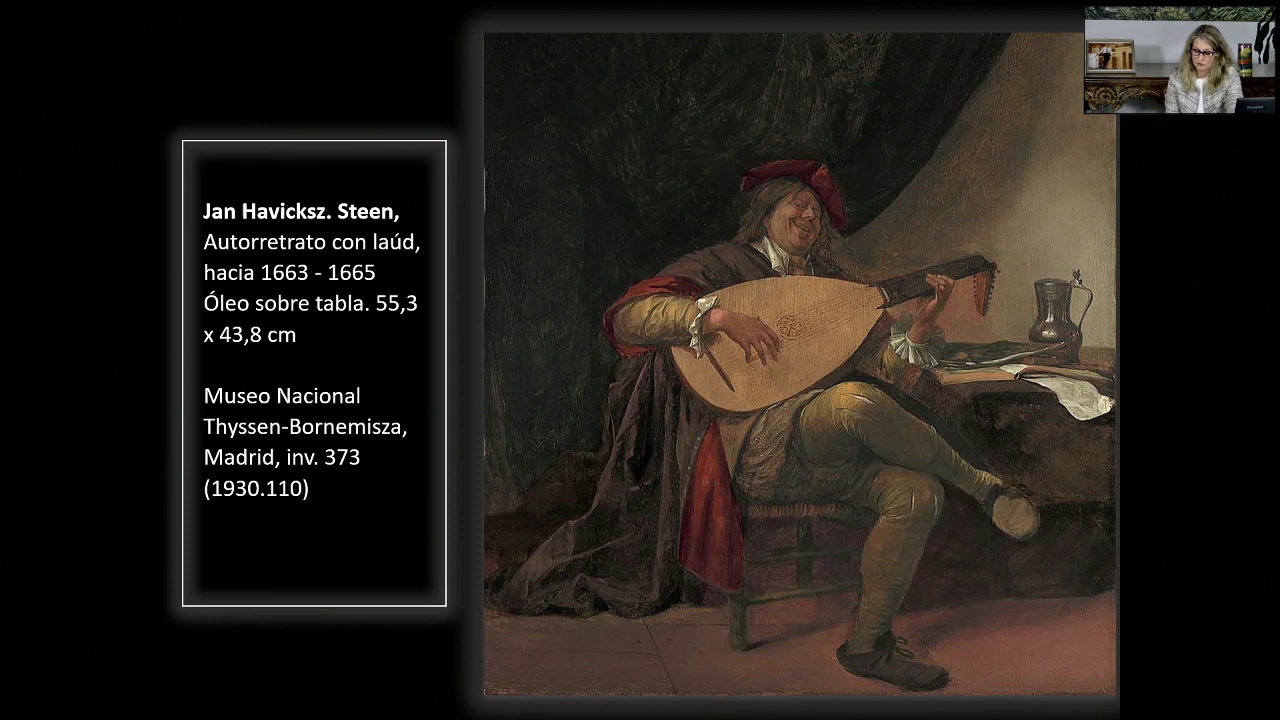 Jan Havicksz. Steen,
Autorretrato con laúd,
hacia 1663 - 1665
Óleo sobre tabla. 55,3
x 43,8 cm
Museo Nacional
Thyssen-Bornemisza,
Madrid, inv. 373
(1930.110)